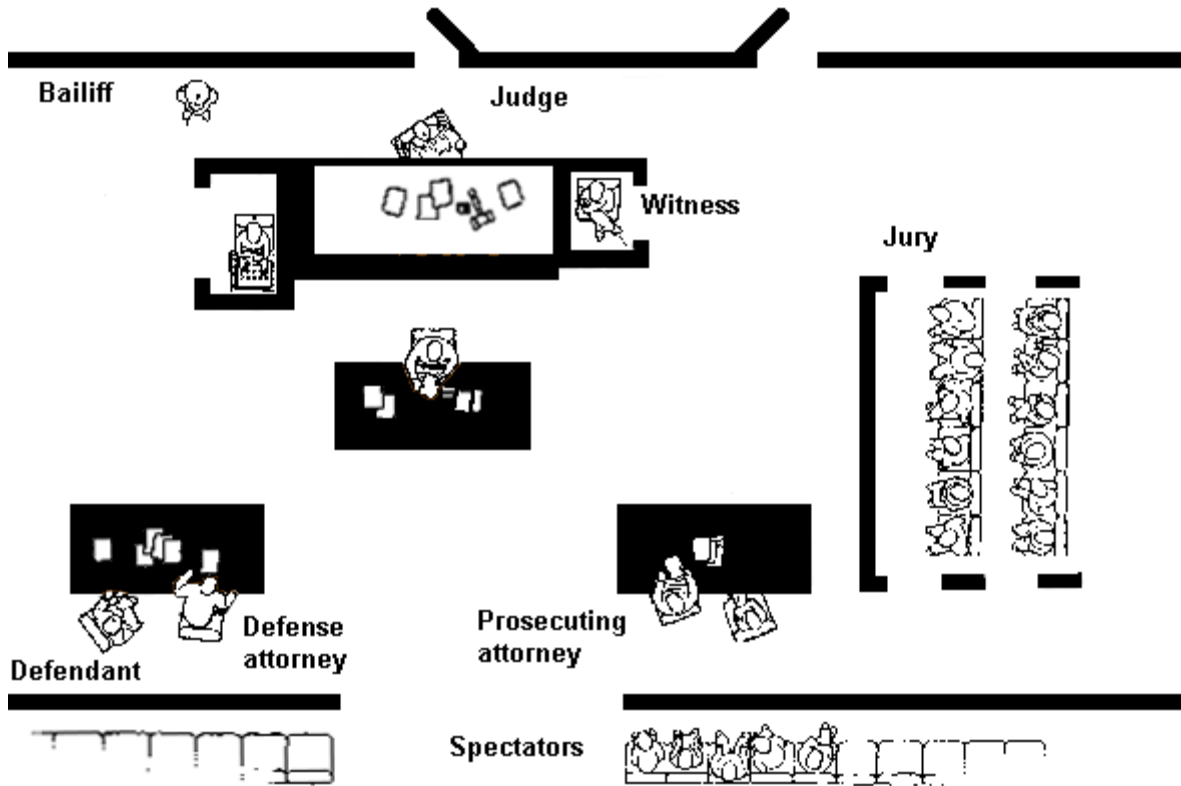 Bailiff
Judge
Witness
Jury
Defense
attorney
Prosecuting
attorney
Defendant
Spectators